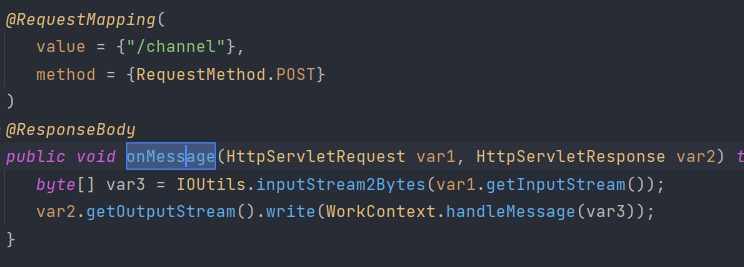 @RequestMapping(
value = {"/channel"},
method = {RequestMethod.POST}
)
@ResponseBody
public void onMessage(HttpServletRequest var1, HttpServletResponse var2) t
byte[] var3 = IOUtils.inputStream2Bytes(var1.getInputStream());
var2.getOutputStream().write(WorkContext.handleMessage(var3));
}